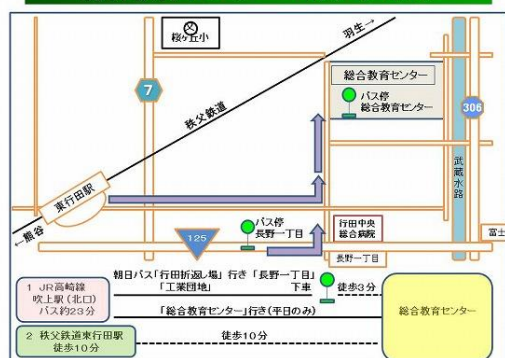 桜ケ丘小
羽生→
7
総合教育センター
バス停
総合教育センター
306
秩父鉄道
武蔵水路
東行田駅
←熊谷
125
バス停
長野一丁目
行田中央
総合病院
長野一丁目
富士
朝日バス「行田折返し場」行き 「長野一丁目」
「工業団地」 下車
徒歩3分
1 JR高崎線
吹上駅(北口)
バス約23分
「総合教育センター」行き(平日のみ)
総合教育センター
2 秩父鉄道東行田駅
徒歩10分
徒歩10分